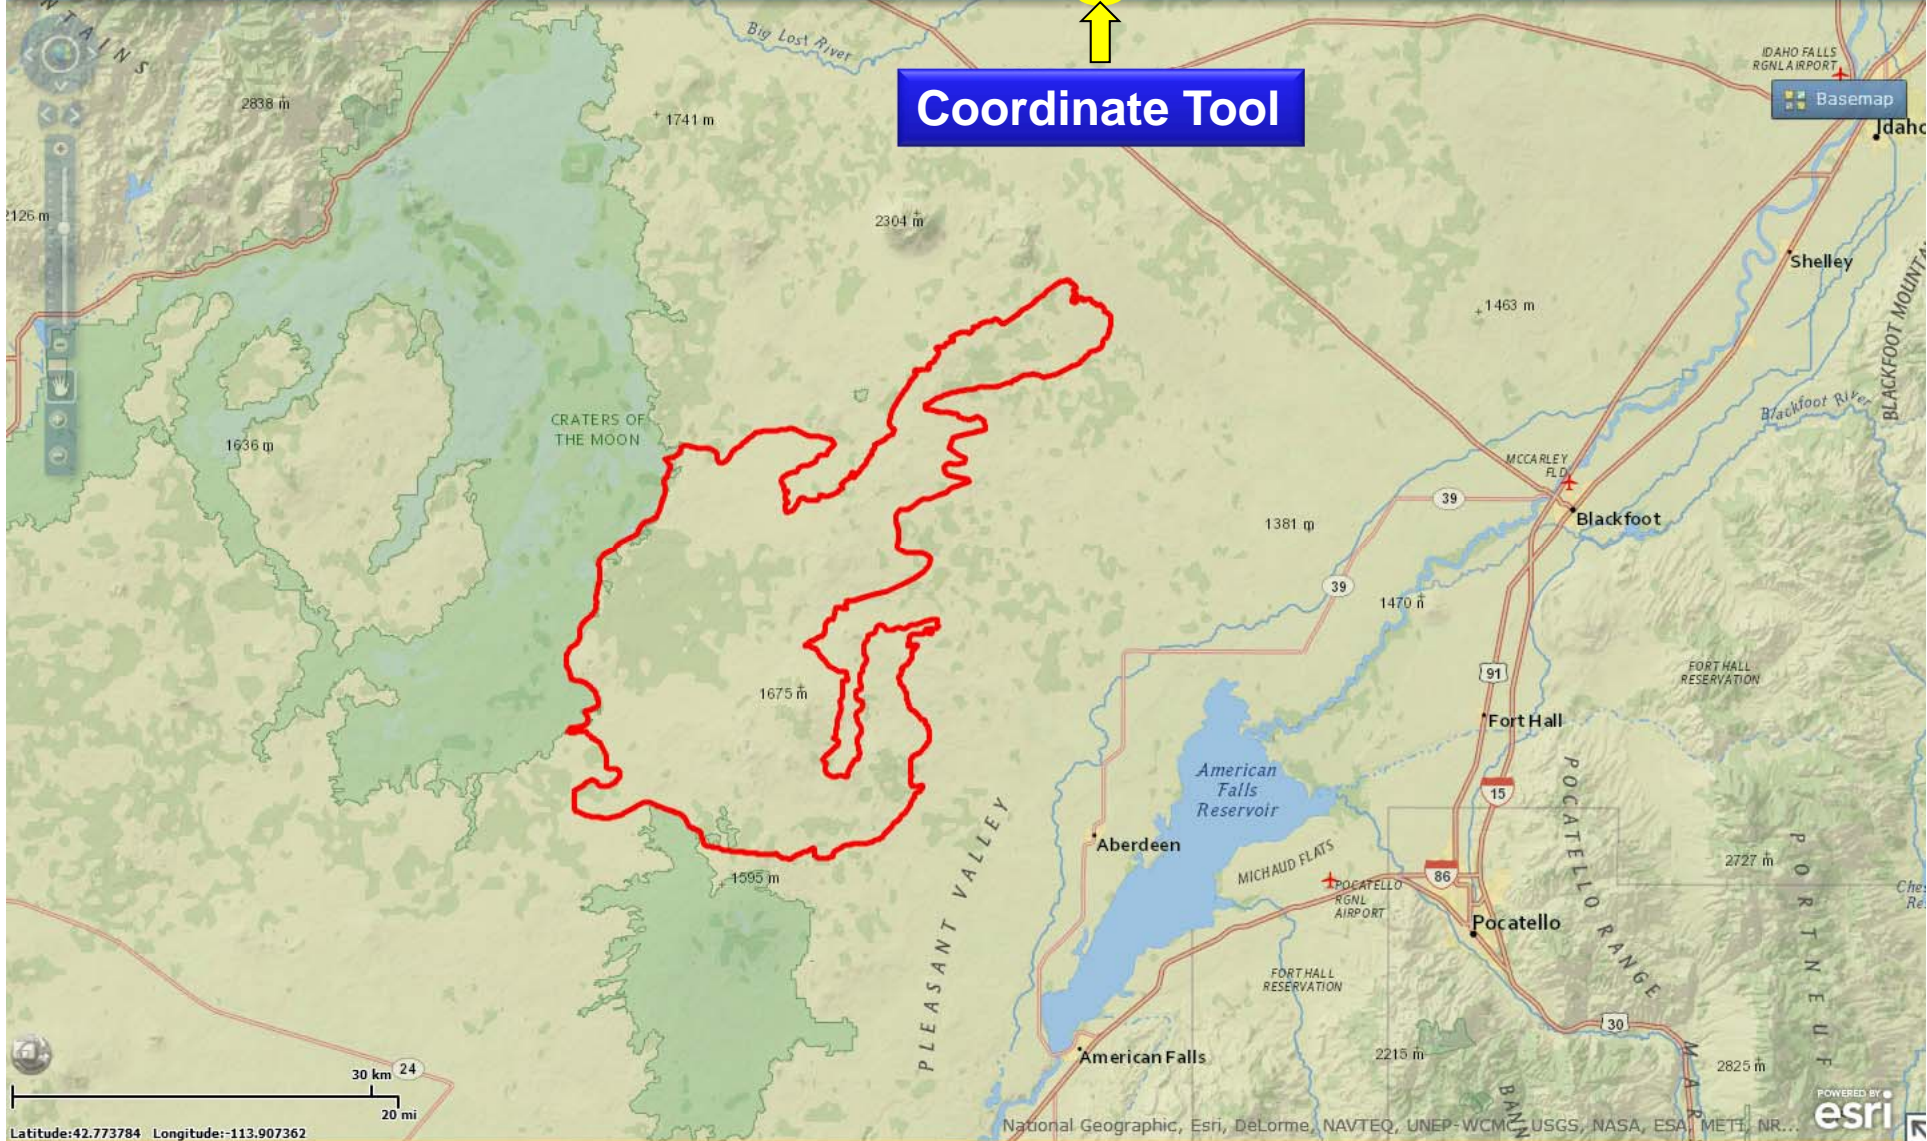 N T A I N S
Big Lost River
IDAHO FALLS
RGNL AIRPORT
Coordinate Tool
Basemap
2838 m
1741 m
2126 m
2304 m
Shelley
1463 m
BLACKFOOT
CRATERS OF
THE MOON
Blackfoot River
1636 m
MCCARLEY
FLD
39
Blackfoot
1381 m
39
1470
FORT HALL
RESERVATION
91
1675 m
Fort Hall
American
Falls
Reservoir
15
POCATELLO RANGE
PLEASANT VALLEY
Aberdeen
MICHAUD FLATS
2727 m
PORTNEUF
86
POCATELLO
RGNL
AIRPORT
1595 m
Pocatello
FORT HALL
RESERVATION
30
American Falls
2215 m
2825 m
30 km
24
20 mi
POWERED BY
esri
National Geographic, Esri, DeLorme, NAVTEQ, UNEP-WCMC, USGS, NASA, ESA, METI, NR...
Latitude:42.773784 Longitude:-113.907362